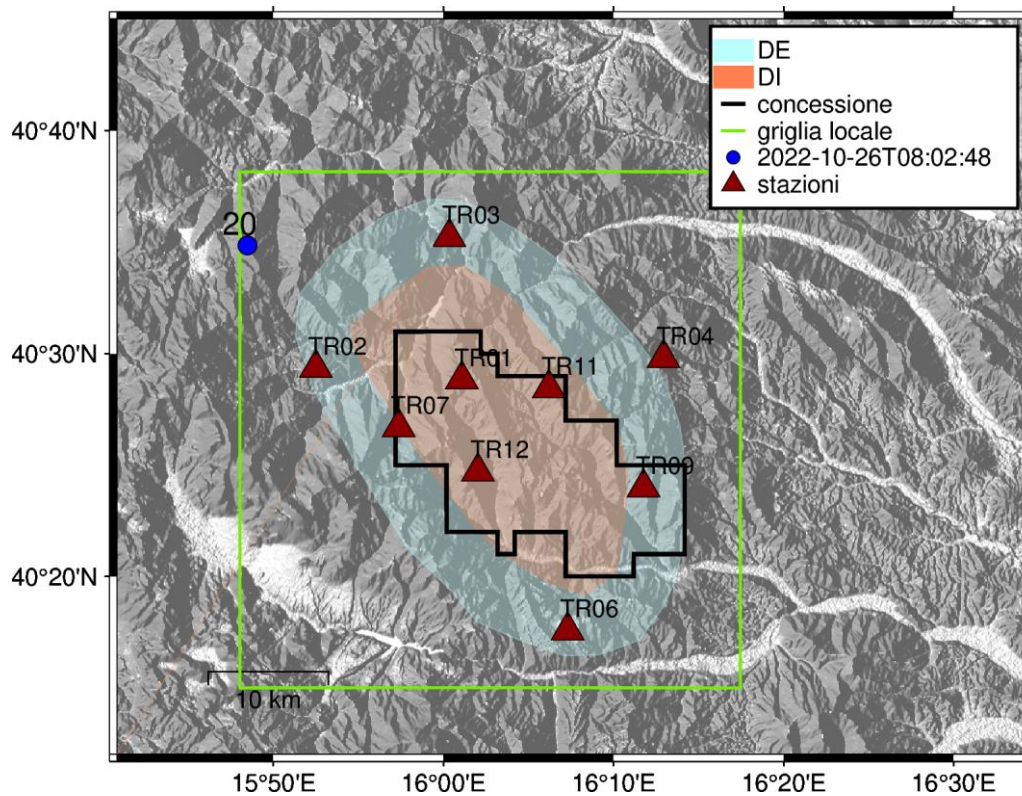 DE
DI
concessione
griglia locale
2022-10-26T08:02:48
stazioni
40°40'N
40°30'N
40°20'N
20
TR03
TR04
TR02
TR01
TR11
TR07
TR12
TR09
TR06
10 km
15°50'E
16°00'E
16°10'E
16°20'E
16°30'E